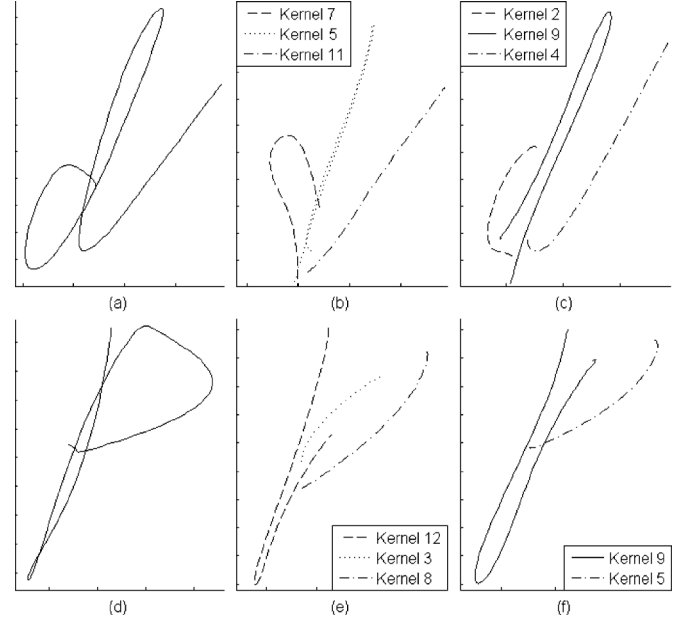 Kernel 7
Kernel 5
Kernel 11
Kernel 2
Kernel 9
Kernel 4
(a)
(b)
(c)
Kernel 12
Kernel 3
Kernel 8
Kernel 9
Kernel 5
(d)
(e)
(f)